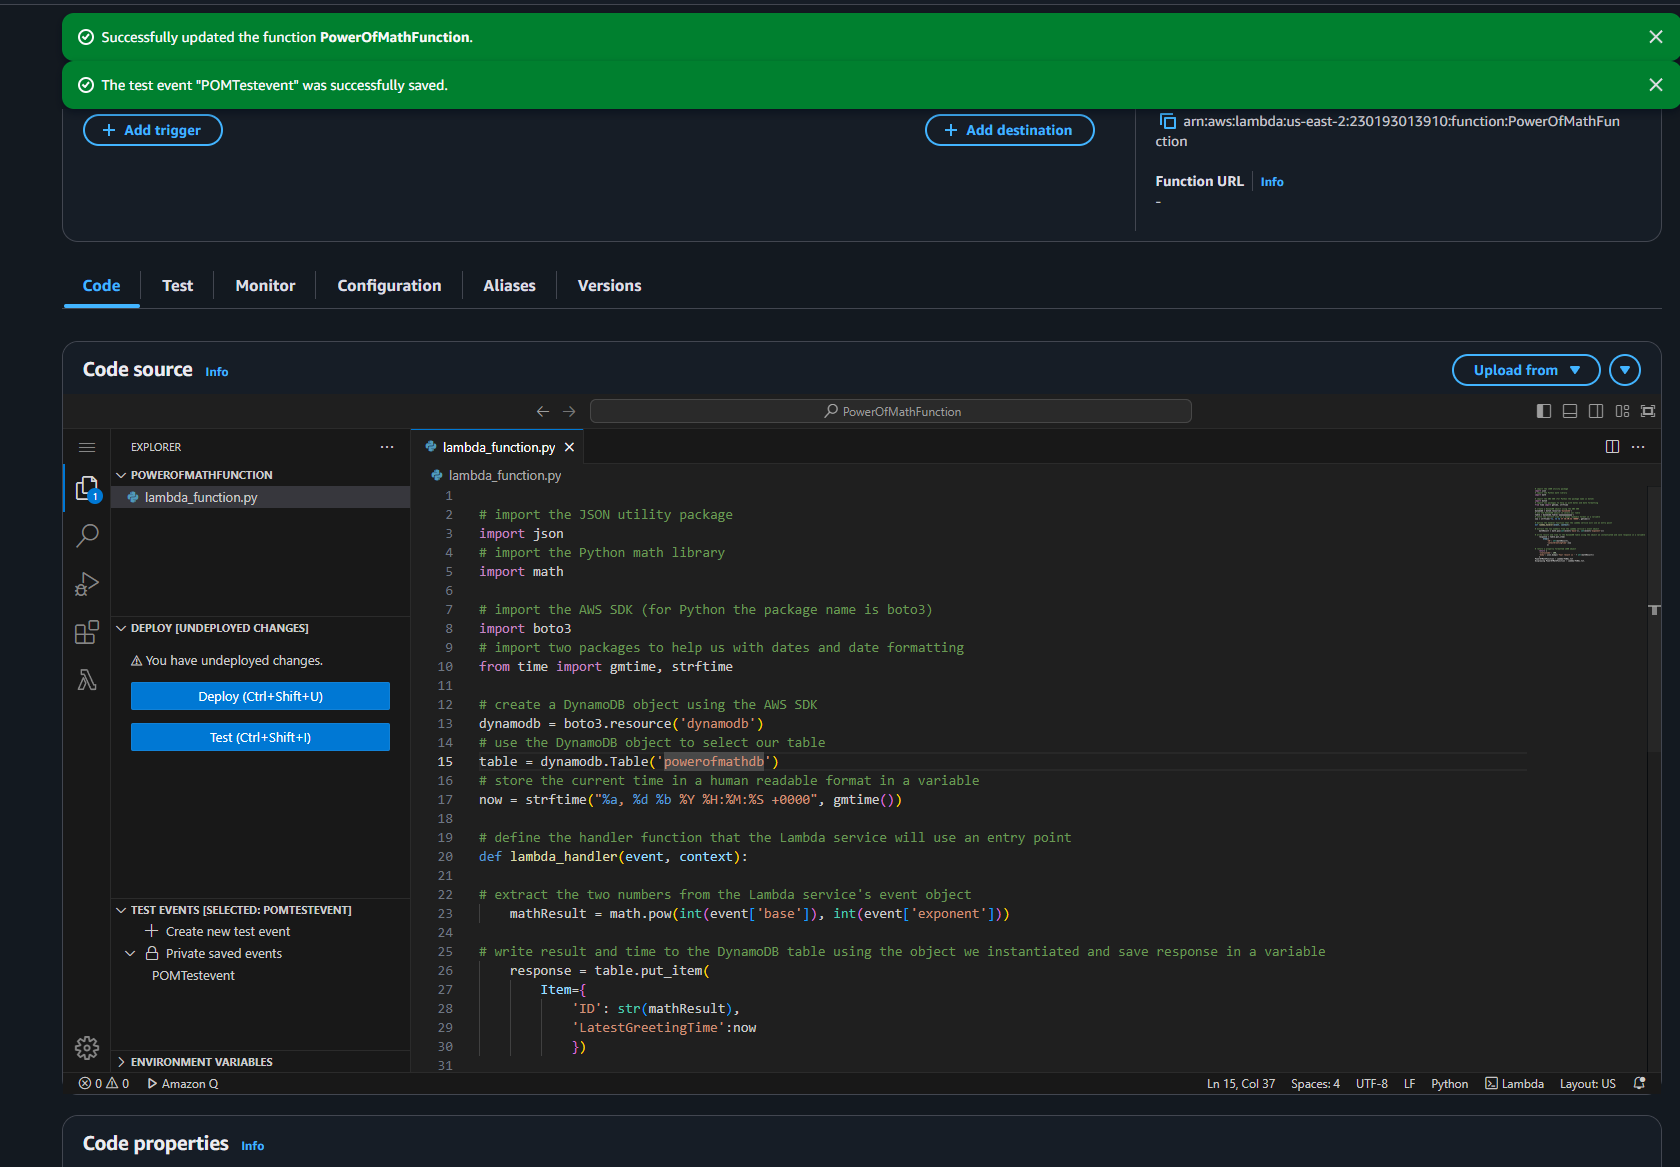 Successfully updated the function PowerOfMathFunction.
The test event "POMTestevent" was successfully saved.
Add trigger
Add destination
arn:aws:lambda:us-east-2:230193013910:function:PowerOfMathFun
ction
Function URL Info
-
Code Test Monitor Configuration Aliases Versions
Code source Info
Upload from
PowerOfMathFunction
EXPLORER
POWEROFMATHFUNCTION
lambda_function.py
1
DEPLOY [UNDEPLOYED CHANGES]
You have undeployed changes.
Deploy (Ctrl+Shift+U)
Test (Ctrl+Shift+I)
TEST EVENTS [SELECTED: POMTESTEVENT]
Create new test event
Private saved events
POMTestevent
ENVIRONMENT VARIABLES
lambda_function.py
lambda_function.py
1
2 # import the JSON utility package
3 import json
4 # import the Python math library
5 import math
6
7 # import the AWS SDK (for Python the package name is boto3)
8 import boto3
9 # import two packages to help us with dates and date formatting
10 from time import gmtime, strftime
11
12 # create a DynamoDB object using the AWS SDK
13 dynamodb = boto3.resource('dynamodb')
14 # use the DynamoDB object to select our table
15 table = dynamodb.Table('powerofmathdb')
16 # store the current time in a human readable format in a variable
17 now = strftime("%a, %d %b %Y %H:%M:%S +0000", gmtime())
18
19 # define the handler function that the Lambda service will use an entry point
20 def lambda_handler(event, context):
21
22 # extract the two numbers from the Lambda service's event object
23 mathResult = math.pow(int(event['base']), int(event['exponent']))
24
25 # write result and time to the DynamoDB table using the object we instantiated and save response in a variable
26 response = table.put_item(
27 Item={
28 'ID': str(mathResult),
29 'LatestGreetingTime':now
30 })
31
0 0 Amazon Q
Ln 15, Col 37 Spaces: 4 UTF-8 LF Python Lambda Layout: US
Code properties Info